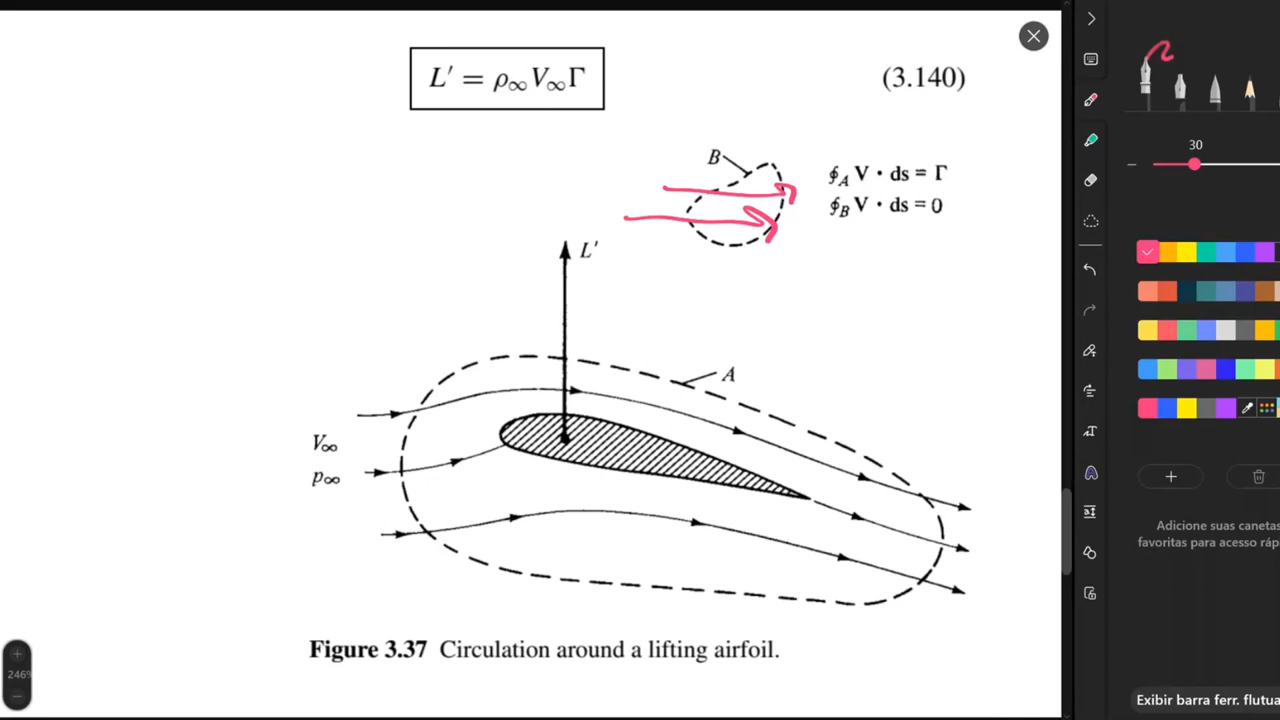 L′ = ρ∞V∞Γ (3.140)
B
∮A V · ds = Γ
∮B V · ds = 0
L′
A
V∞
p∞
Figure 3.37 Circulation around a lifting airfoil.
246%
30
Adicione suas canetas
favoritas para acesso ráp
Exibir barra ferr. flutua